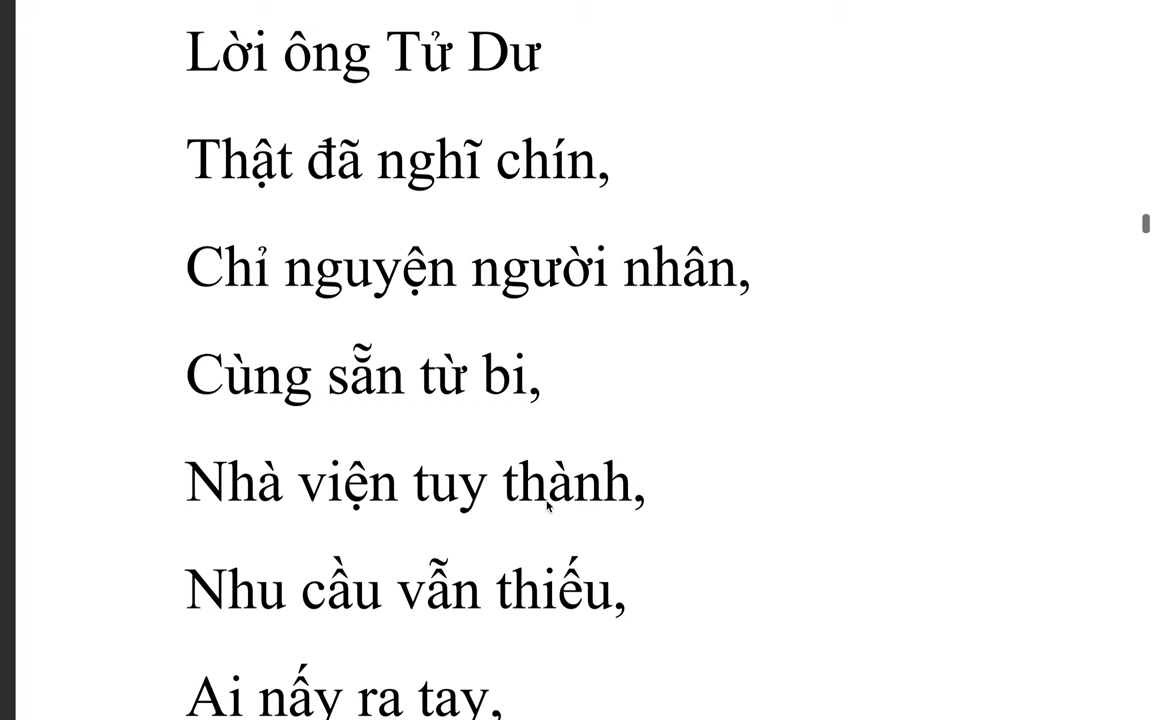 Lời ông Tử Dư
Thật đã nghĩ chín,
Chỉ nguyện người nhân,
Cùng sẵn từ bi,
Nhà viện tuy thành,
Nhu cầu vẫn thiếu,
Ai nấy ra tay,